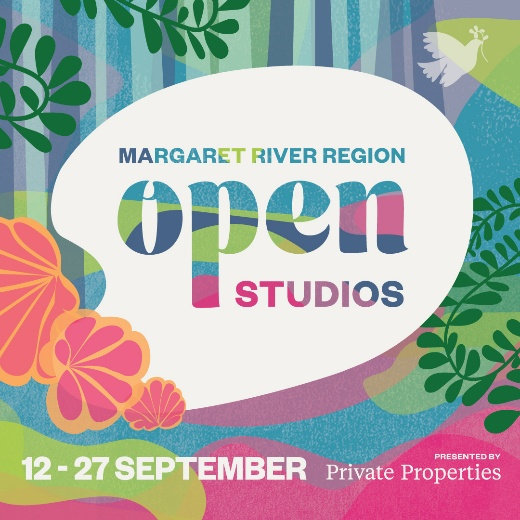 MARGARET RIVER REGION
open
STUDIOS
12 - 27 SEPTEMBER
PRESENTED BY
Private Properties